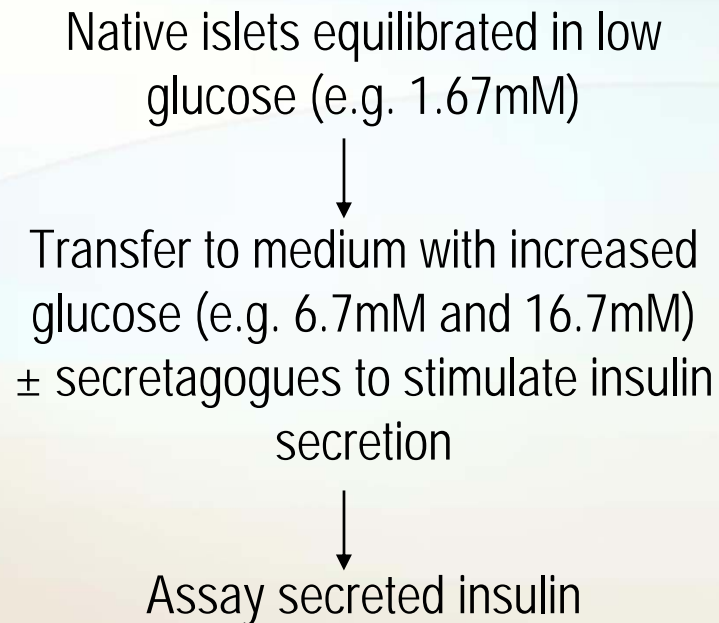 Native islets equilibrated in low
glucose (e.g. 1.67mM)
Transfer to medium with increased
glucose (e.g. 6.7mM and 16.7mM)
± secretagogues to stimulate insulin
secretion
Assay secreted insulin